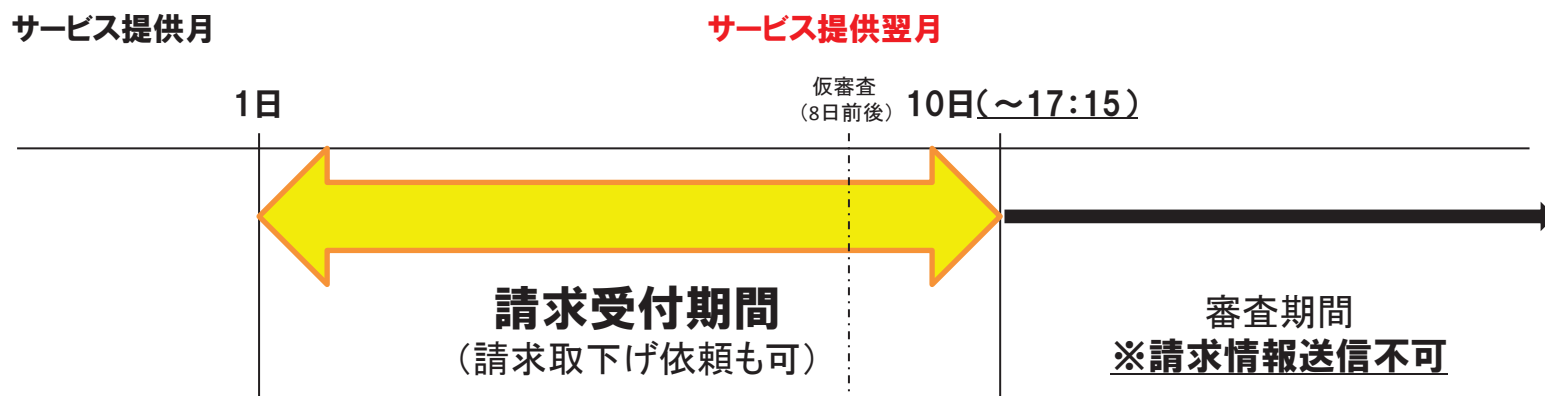 サービス提供月
サービス提供翌月
1日
仮審査
（8日前後）
10日(～17：15)
請求受付期間
（請求取下げ依頼も可）
審査期間
※請求情報送信不可